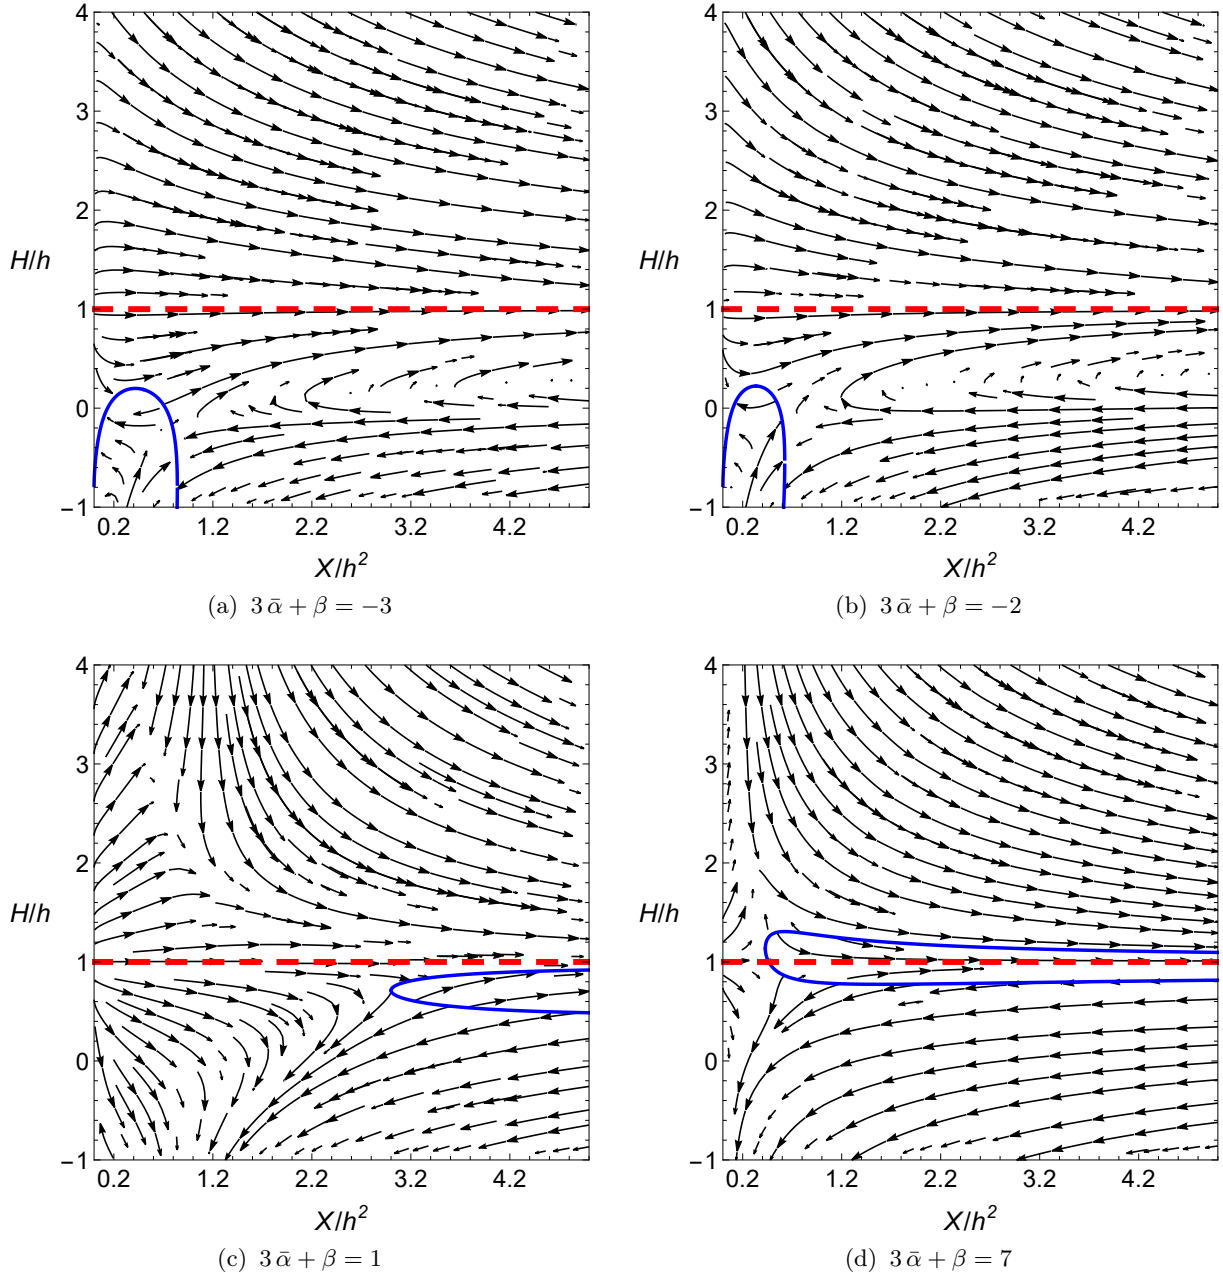 4
3
2
1
0
−1
H/h
0.2 1.2 2.2 3.2 4.2
X/h²
(a) 3 ᾱ + β = −3
4
3
2
1
0
−1
H/h
0.2 1.2 2.2 3.2 4.2
X/h²
(b) 3 ᾱ + β = −2
4
3
2
1
0
−1
H/h
0.2 1.2 2.2 3.2 4.2
X/h²
(c) 3 ᾱ + β = 1
4
3
2
1
0
−1
H/h
0.2 1.2 2.2 3.2 4.2
X/h²
(d) 3 ᾱ + β = 7